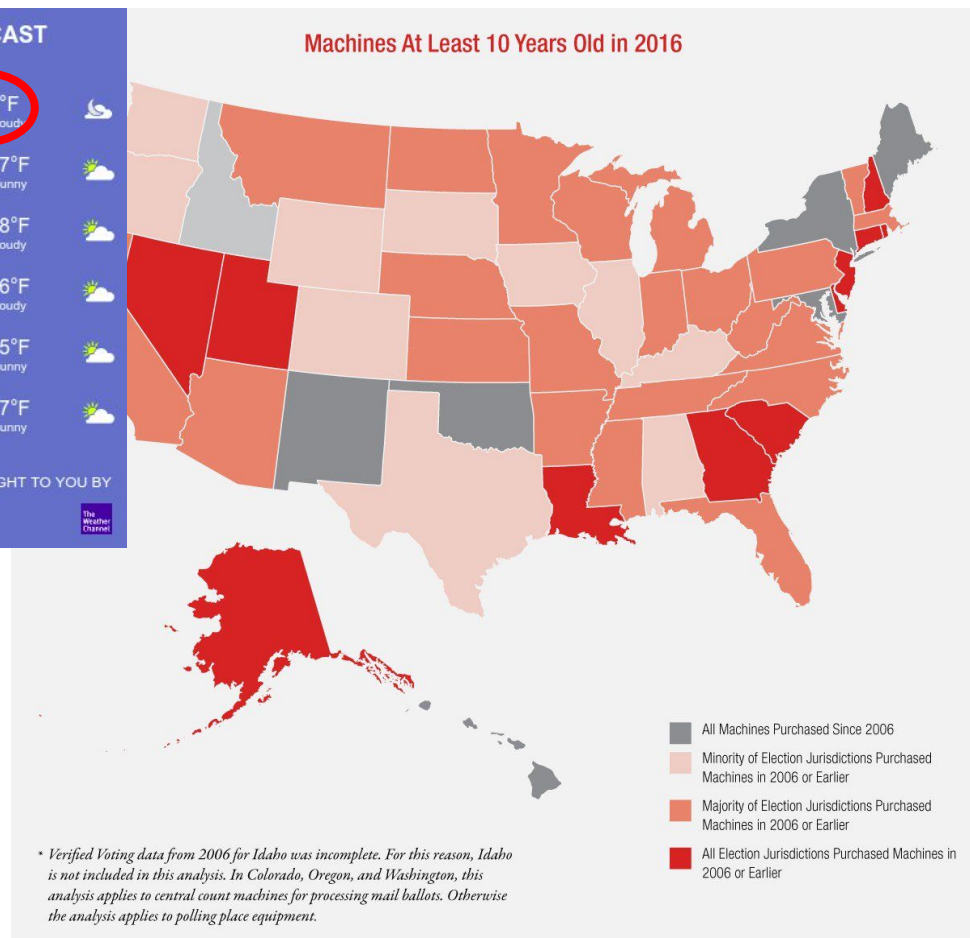 Machines At Least 10 Years Old in 2016
°F
7°F
8°F
6°F
5°F
7°F
TO YOU BY
The
Weather
Channel
All Machines Purchased Since 2006
Minority of Election Jurisdictions Purchased
Machines in 2006 or Earlier
Majority of Election Jurisdictions Purchased
Machines in 2006 or Earlier
All Election Jurisdictions Purchased Machines in
2006 or Earlier
* Verified Voting data from 2006 for Idaho was incomplete. For this reason, Idaho
is not included in this analysis. In Colorado, Oregon, and Washington, this
analysis applies to central count machines for processing mail ballots. Otherwise
the analysis applies to polling place equipment.